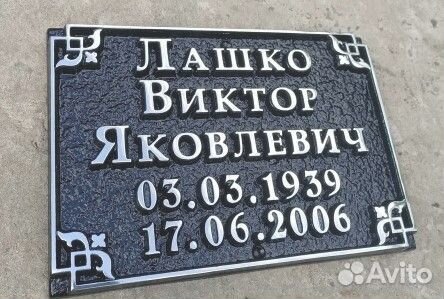 Лашко
Виктор
Яковлевич
03.03.1939
17.06.2006
Avito